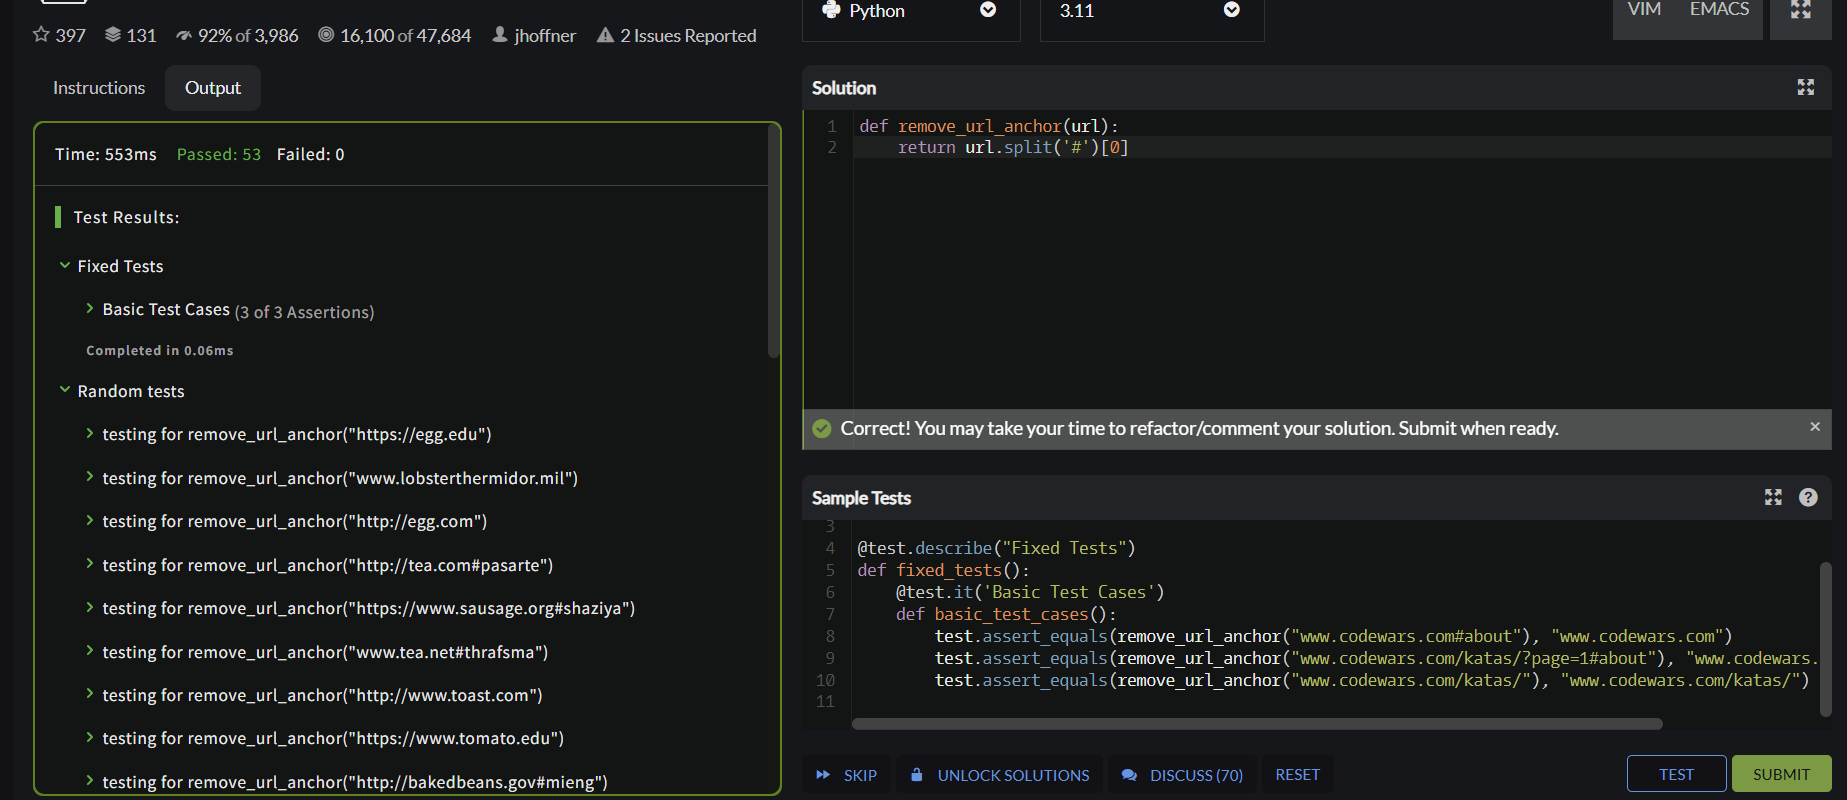 397 131 92% of 3,986 16,100 of 47,684 jhoffner 2 Issues Reported
Instructions Output
Time: 553ms Passed: 53 Failed: 0
Test Results:
Fixed Tests
Basic Test Cases (3 of 3 Assertions)
Completed in 0.06ms
Random tests
testing for remove_url_anchor("https://egg.edu")
testing for remove_url_anchor("www.lobsterthermidor.mil")
testing for remove_url_anchor("http://egg.com")
testing for remove_url_anchor("http://tea.com#pasarte")
testing for remove_url_anchor("https://www.sausage.org#shaziya")
testing for remove_url_anchor("www.tea.net#thrafsma")
testing for remove_url_anchor("http://www.toast.com")
testing for remove_url_anchor("https://www.tomato.edu")
testing for remove_url_anchor("http://bakedbeans.gov#mieng")
Python 3.11 VIM EMACS
Solution
1 def remove_url_anchor(url):
2 return url.split('#')[0]
Correct! You may take your time to refactor/comment your solution. Submit when ready. ×
Sample Tests ?
3
4 @test.describe("Fixed Tests")
5 def fixed_tests():
6 @test.it('Basic Test Cases')
7 def basic_test_cases():
8 test.assert_equals(remove_url_anchor("www.codewars.com#about"), "www.codewars.com")
9 test.assert_equals(remove_url_anchor("www.codewars.com/katas/?page=1#about"), "www.codewars.
10 test.assert_equals(remove_url_anchor("www.codewars.com/katas/"), "www.codewars.com/katas/")
11
SKIP UNLOCK SOLUTIONS DISCUSS (70) RESET TEST SUBMIT